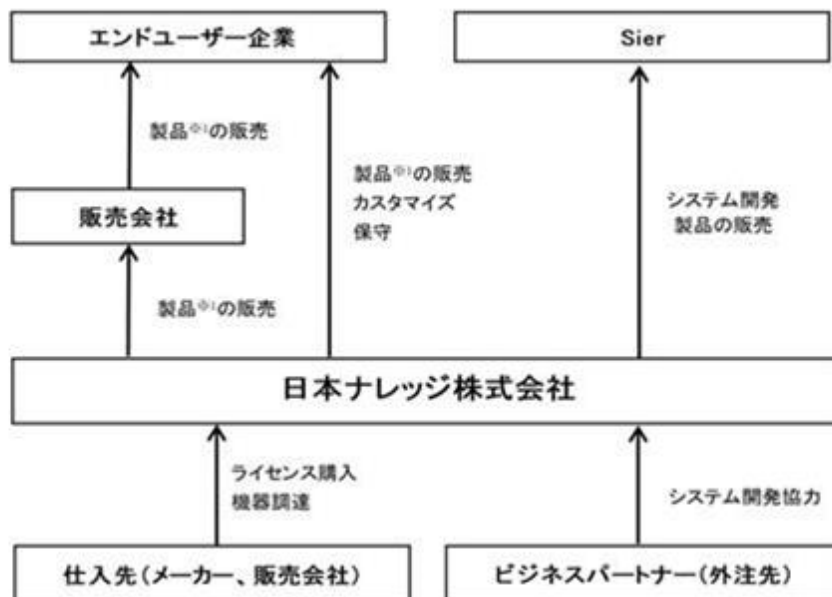 エンドユーザー企業
Sier
製品※1の販売
製品※1の販売
カスタマイズ
保守
システム開発
製品の販売
販売会社
製品※1の販売
日本ナレッジ株式会社
ライセンス購入
機器調達
システム開発協力
仕入先(メーカー、販売会社)
ビジネスパートナー(外注先)